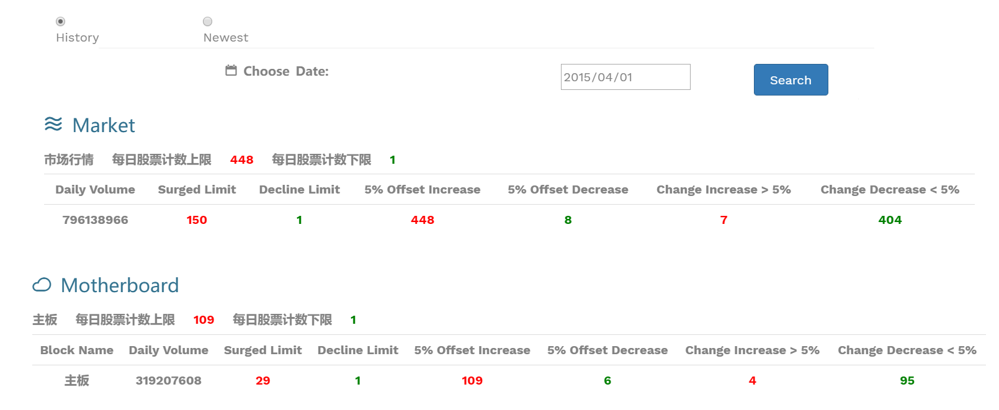 History Newest
Choose Date: 2015/04/01 Search
Market
市场行情 每日股票计数上限 448 每日股票计数下限 1
Daily Volume Surged Limit Decline Limit 5% Offset Increase 5% Offset Decrease Change Increase > 5% Change Decrease < 5%
796138966 150 1 448 8 7 404
Motherboard
主板 每日股票计数上限 109 每日股票计数下限 1
Block Name Daily Volume Surged Limit Decline Limit 5% Offset Increase 5% Offset Decrease Change Increase > 5% Change Decrease < 5%
主板 319207608 29 1 109 6 4 95